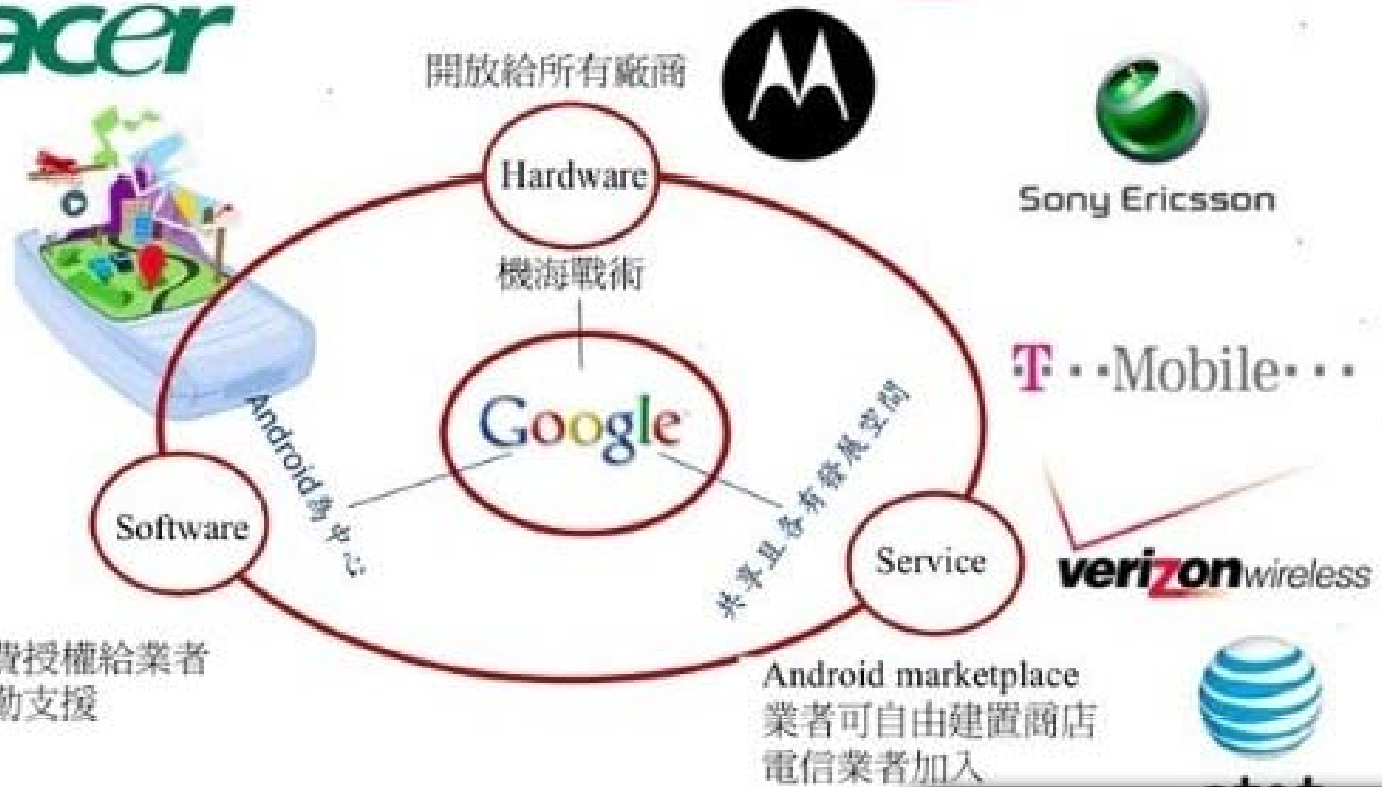 acer
開放給所有廠商
Hardware
Sony Ericsson
機海戰術
T··Mobile···
Google
Android為中心
共享且各有發展空間
Software
Service
verizonwireless
費授權給業者
動支援
Android marketplace
業者可自由建置商店
電信業者加入